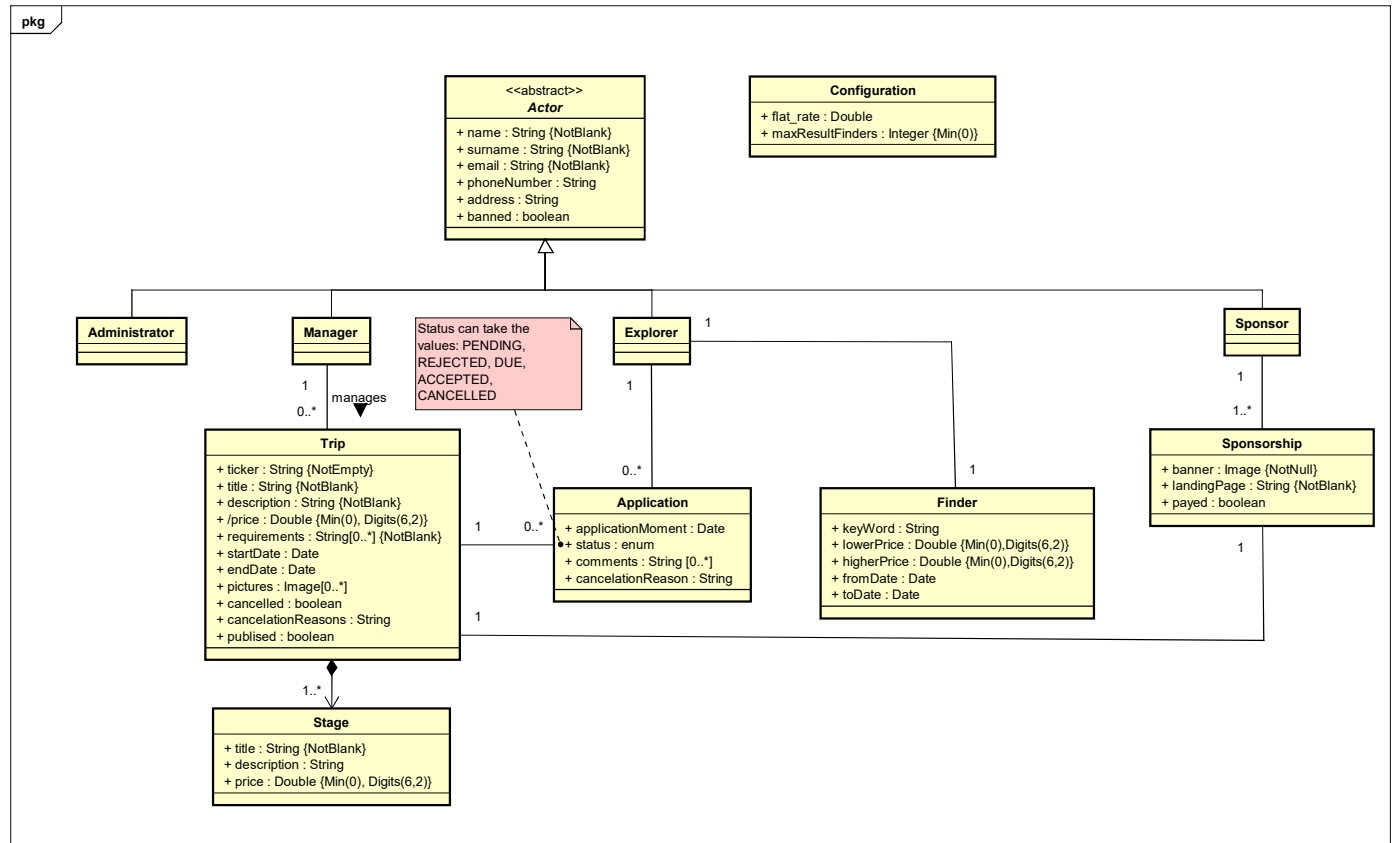 pkg
<<abstract>>
Actor
+ name : String {NotBlank}
+ surname : String {NotBlank}
+ email : String {NotBlank}
+ phoneNumber : String
+ address : String
+ banned : boolean
Configuration
+ flat_rate : Double
+ maxResultFinders : Integer {Min(0)}
Administrator
Manager
Status can take the
values: PENDING,
REJECTED, DUE,
ACCEPTED,
CANCELLED
Explorer
1
Sponsor
1
0..*
manages
1
0..*
1
1
1..*
Trip
+ ticker : String {NotEmpty}
+ title : String {NotBlank}
+ description : String {NotBlank}
+ /price : Double {Min(0), Digits(6,2)}
+ requirements : String[0..*] {NotBlank}
+ startDate : Date
+ endDate : Date
+ pictures : Image[0..*]
+ cancelled : boolean
+ cancelationReasons : String
+ publised : boolean
1
0..*
Application
+ applicationMoment : Date
+ status : enum
+ comments : String [0..*]
+ cancelationReason : String
Finder
+ keyWord : String
+ lowerPrice : Double {Min(0),Digits(6,2)}
+ higherPrice : Double {Min(0),Digits(6,2)}
+ fromDate : Date
+ toDate : Date
Sponsorship
+ banner : Image {NotNull}
+ landingPage : String {NotBlank}
+ payed : boolean
1
1
1..*
Stage
+ title : String {NotBlank}
+ description : String
+ price : Double {Min(0), Digits(6,2)}